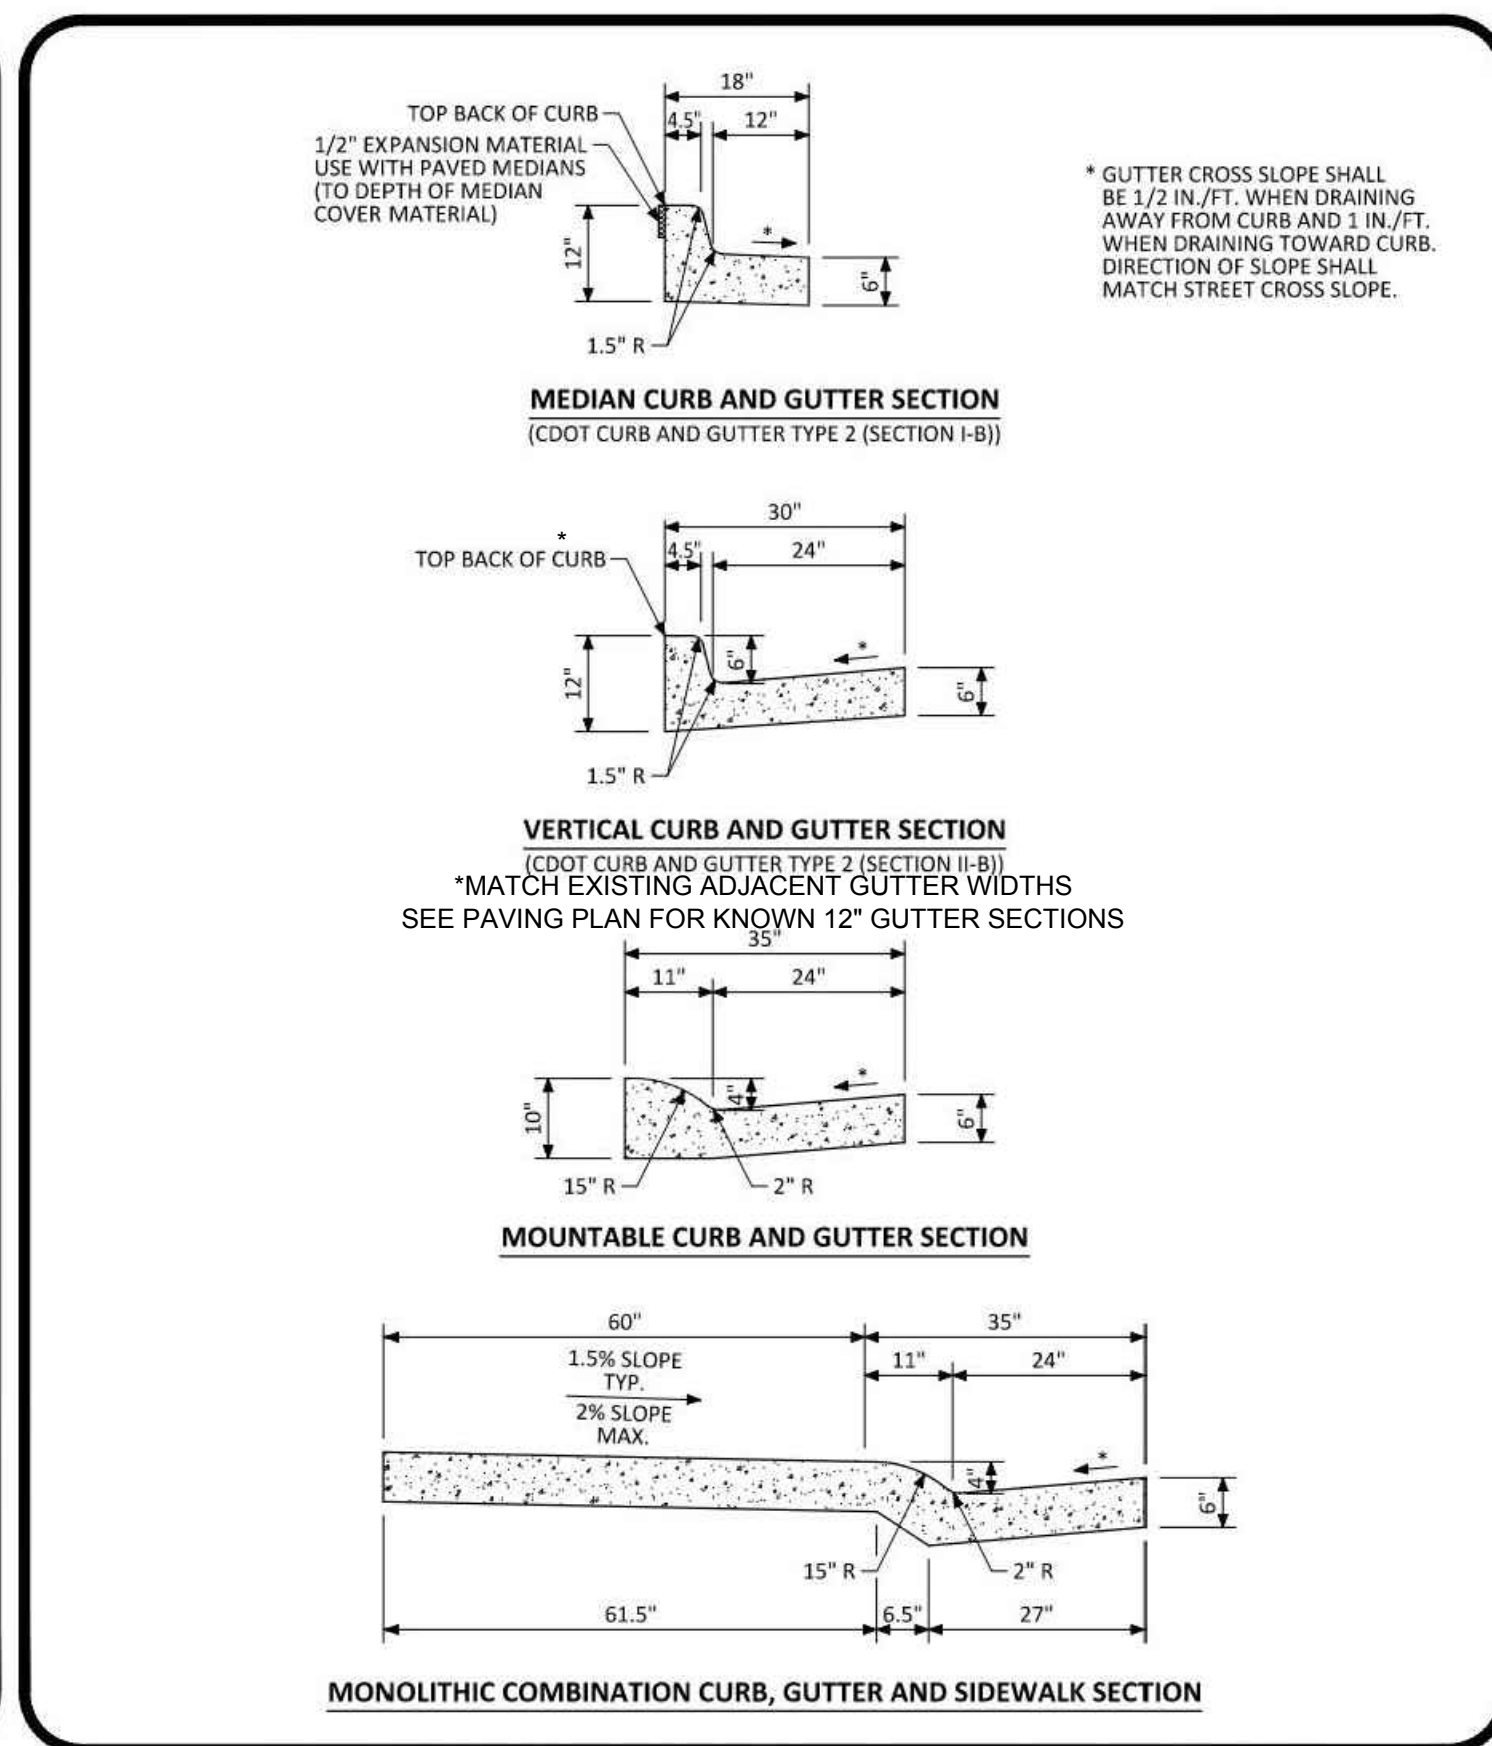 18"
TOP BACK OF CURB
4.5"
12"
1/2" EXPANSION MATERIAL
USE WITH PAVED MEDIANS
(TO DEPTH OF MEDIAN
COVER MATERIAL)
* GUTTER CROSS SLOPE SHALL
BE 1/2 IN./FT. WHEN DRAINING
AWAY FROM CURB AND 1 IN./FT.
WHEN DRAINING TOWARD CURB.
DIRECTION OF SLOPE SHALL
MATCH STREET CROSS SLOPE.
*
12"
6"
1.5" R
MEDIAN CURB AND GUTTER SECTION
(CDOT CURB AND GUTTER TYPE 2 (SECTION I-B))
30"
*
TOP BACK OF CURB
4.5"
24"
*
6"
12"
6"
1.5" R
VERTICAL CURB AND GUTTER SECTION
(CDOT CURB AND GUTTER TYPE 2 (SECTION II-B))
*MATCH EXISTING ADJACENT GUTTER WIDTHS
SEE PAVING PLAN FOR KNOWN 12" GUTTER SECTIONS
35"
11"
24"
*
4"
10"
6"
15" R
2" R
MOUNTABLE CURB AND GUTTER SECTION
60"
35"
1.5% SLOPE
TYP.
11"
24"
2% SLOPE
MAX.
*
4"
6"
15" R
2" R
61.5"
6.5"
27"
MONOLITHIC COMBINATION CURB, GUTTER AND SIDEWALK SECTION